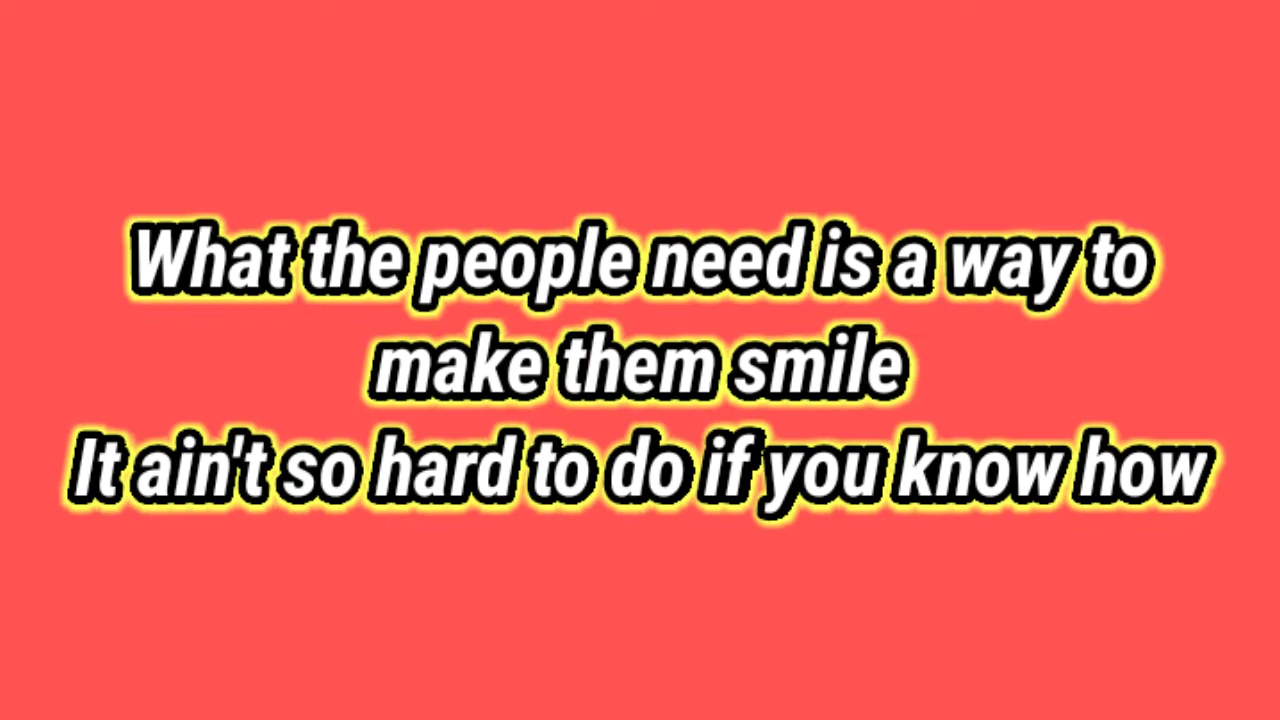 What the people need is a way to
make them smile
It ain't so hard to do if you know how